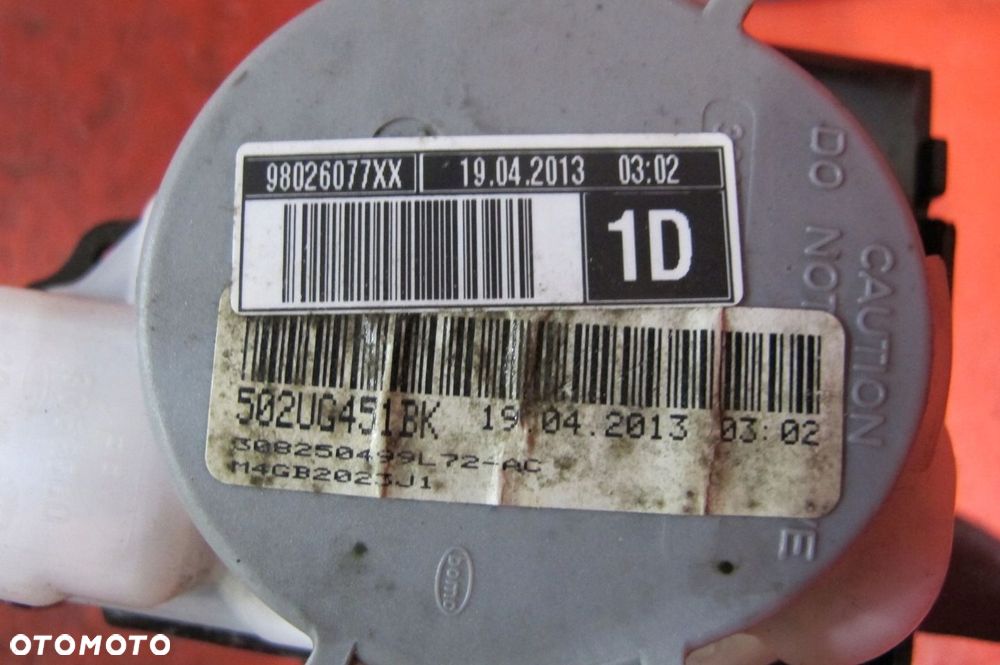 98026077XX 19.04.2013 03:02
1D
502UG451BK 19.04.2013 03:02
308250499L72-AC
M4GB2023J1
CAUTION
DO NOT
OTOMOTO